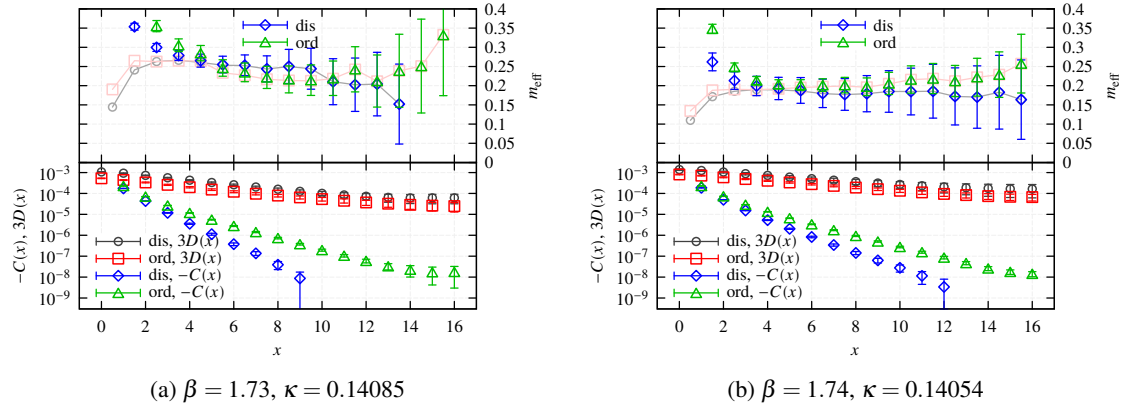 dis
ord
0.4
0.35
0.3
0.25
0.2
0.15
0.1
0.05
0
m_eff
10⁻³
10⁻⁴
10⁻⁵
10⁻⁶
10⁻⁷
10⁻⁸
10⁻⁹
−C(x), 3D(x)
dis, 3D(x)
ord, 3D(x)
dis, −C(x)
ord, −C(x)
0 2 4 6 8 10 12 14 16
x
(a) β = 1.73, κ = 0.14085
dis
ord
0.4
0.35
0.3
0.25
0.2
0.15
0.1
0.05
0
m_eff
10⁻³
10⁻⁴
10⁻⁵
10⁻⁶
10⁻⁷
10⁻⁸
10⁻⁹
−C(x), 3D(x)
dis, 3D(x)
ord, 3D(x)
dis, −C(x)
ord, −C(x)
0 2 4 6 8 10 12 14 16
x
(b) β = 1.74, κ = 0.14054